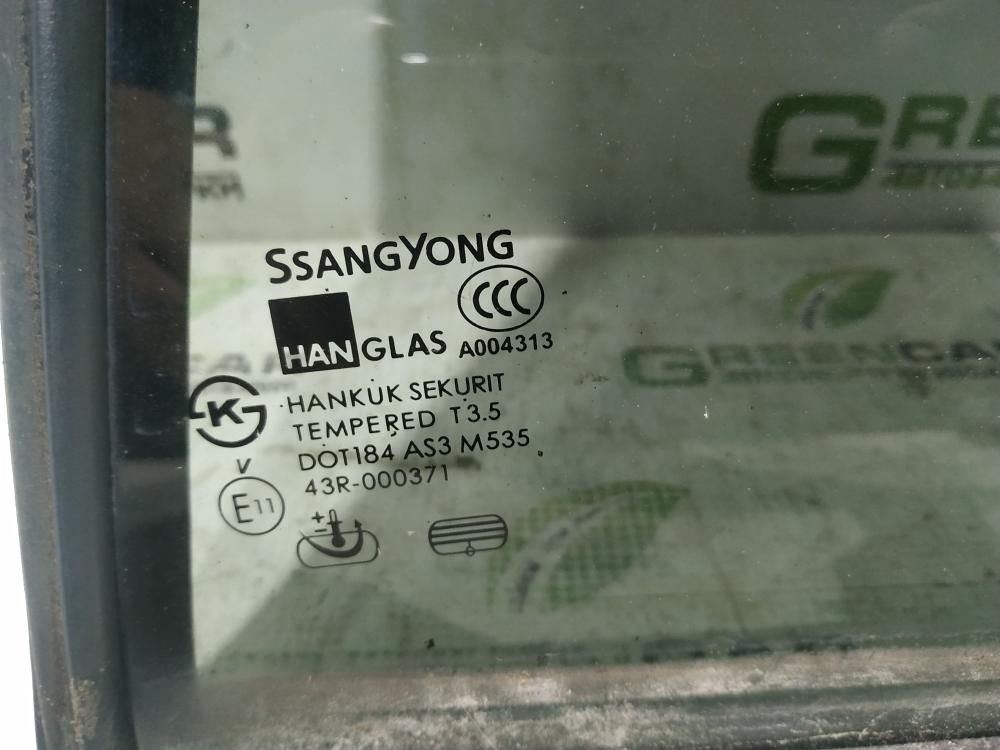 SSANGYONG
CCC
HANGLAS A004313
K
HANKUK SEKURIT
TEMPERED T3.5
DOT184 AS3 M535
V
43R-000371
E11